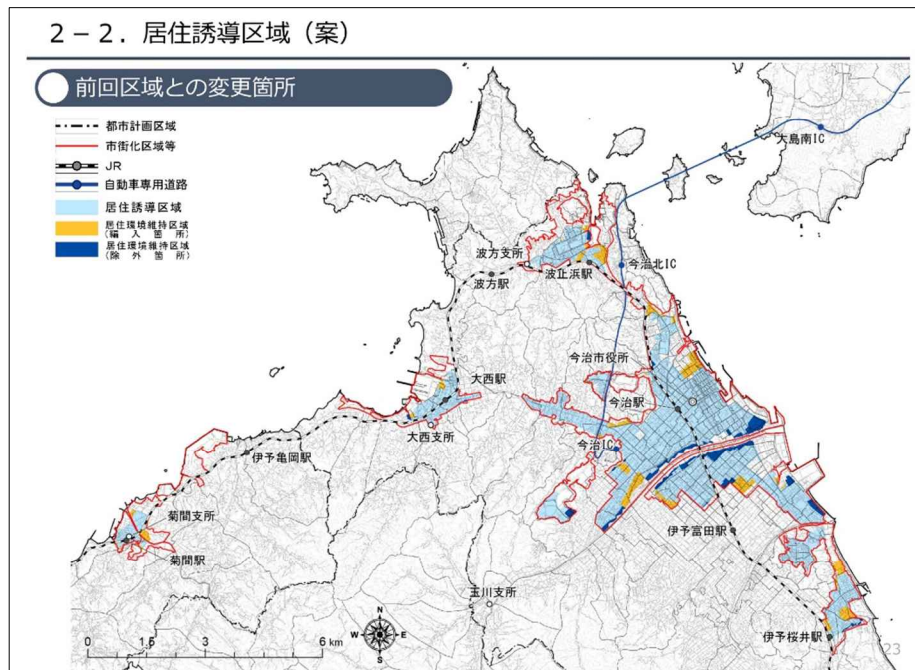 2-2. 居住誘導区域（案）
前回区域との変更箇所
都市計画区域
市街化区域等
JR
自動車専用道路
居住誘導区域
居住環境維持区域
(編入箇所)
居住環境維持区域
(除外箇所)
大島南IC
波方支所
波止浜駅
今治北IC
波方駅
今治市役所
大西駅
今治駅
大西支所
今治IC
伊予亀岡駅
菊間支所
伊予富田駅
菊間駅
玉川支所
伊予桜井駅
N
W
E
S
0
1.5
3
6 km
23